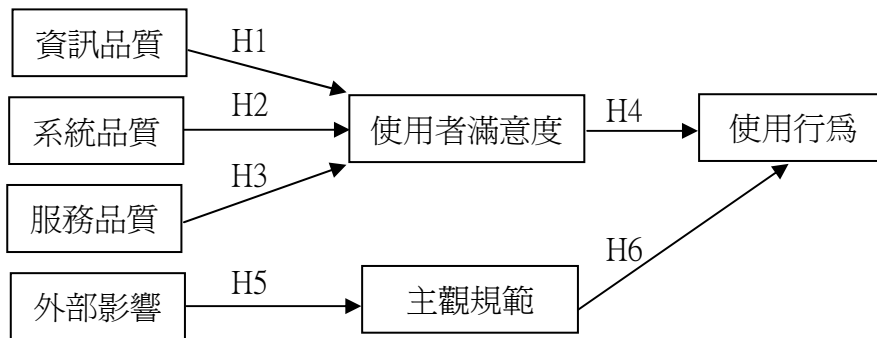 資訊品質
H1
系統品質
H2
使用者滿意度
H4
使用行為
服務品質
H3
H6
外部影響
H5
主觀規範